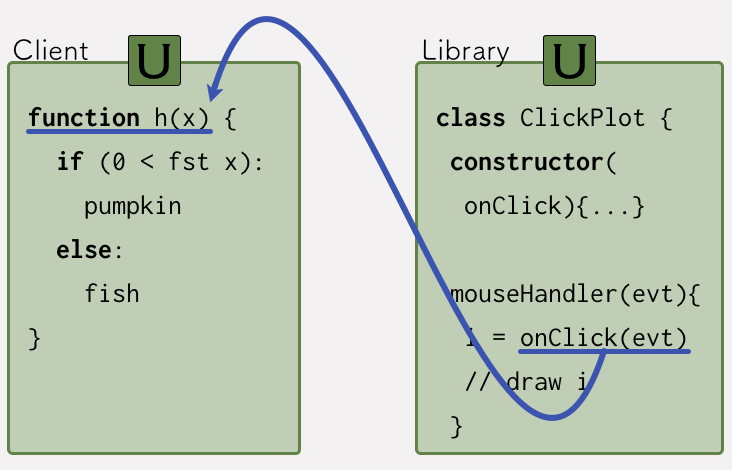 Client
U
function h(x) {
if (0 < fst x):
pumpkin
else:
fish
}
Library
U
class ClickPlot {
constructor(
onClick){...}
mouseHandler(evt){
i = onClick(evt)
// draw i
}